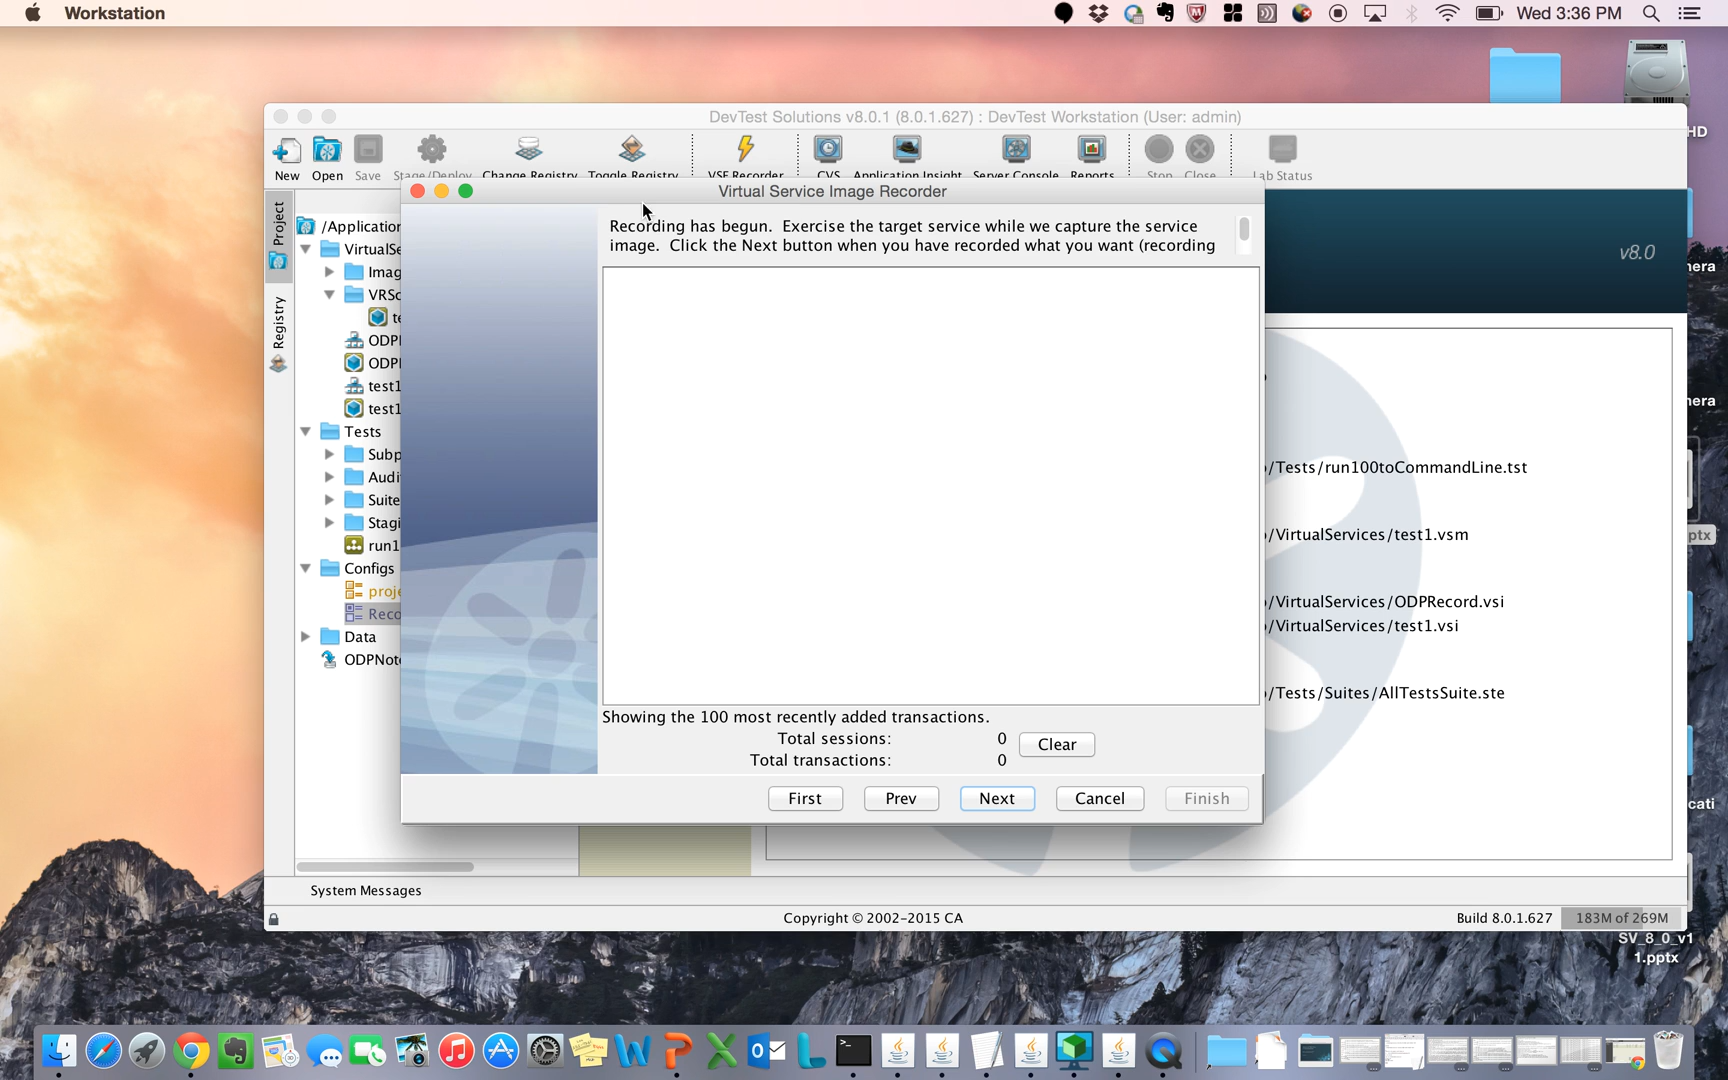 Workstation
Wed 3:36 PM
HD
DevTest Solutions v8.0.1 (8.0.1.627) : DevTest Workstation (User: admin)
New
Open
Save
Stage/Deploy
Change Registry
Toggle Registry
VSE Recorder
CVS
Application Insight
Server Console
Reports
Stop
Close
Lab Status
Virtual Service Image Recorder
Project
Registry
/Application
VirtualSe
Imag
VRSc
te
ODPI
ODPI
test1
test1
Tests
Subp
Audi
Suite
Stagi
run1
Configs
proje
Reco
Data
ODPNote
Recording has begun. Exercise the target service while we capture the service
image. Click the Next button when you have recorded what you want (recording
v8.0
nera
nera
ptx
cati
/Tests/run100toCommandLine.tst
/VirtualServices/test1.vsm
/VirtualServices/ODPRecord.vsi
/VirtualServices/test1.vsi
/Tests/Suites/AllTestsSuite.ste
Showing the 100 most recently added transactions.
Total sessions: 0
Total transactions: 0
Clear
First
Prev
Next
Cancel
Finish
System Messages
Copyright © 2002-2015 CA
Build 8.0.1.627
183M of 269M
SV_8_0_v1
1.pptx